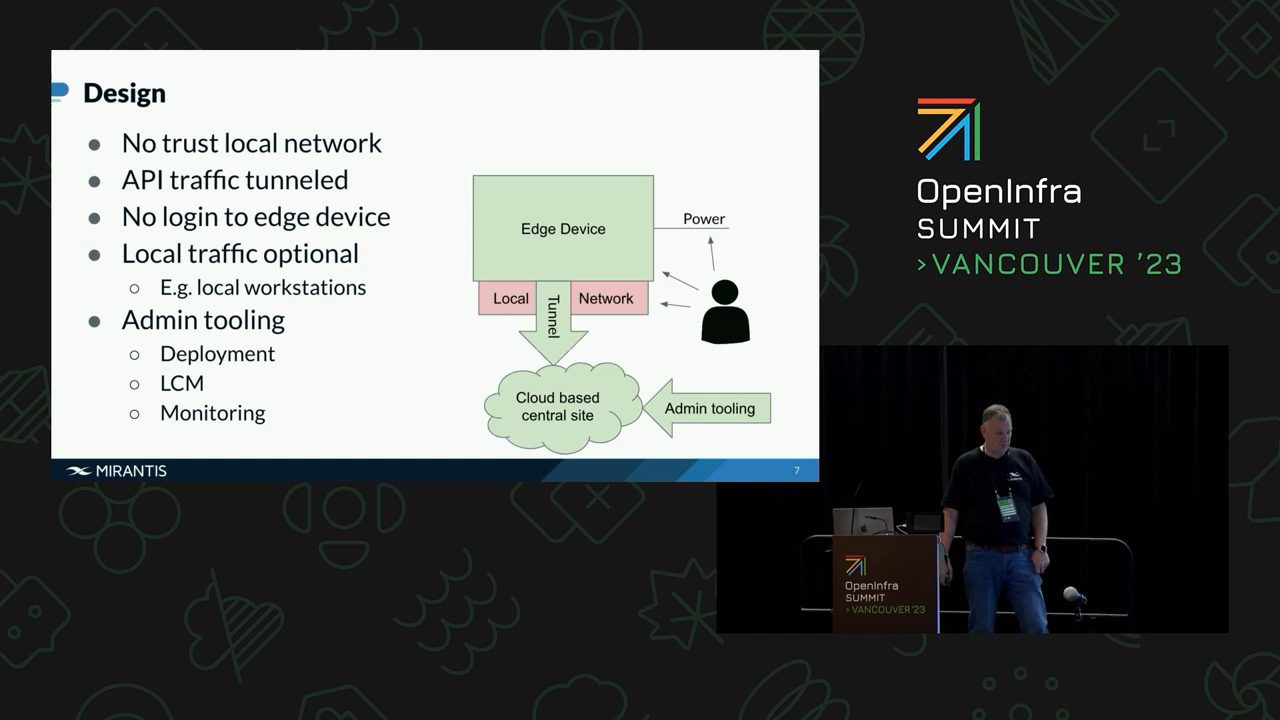 Design
● No trust local network
● API traffic tunneled
● No login to edge device
● Local traffic optional
○ E.g. local workstations
● Admin tooling
○ Deployment
○ LCM
○ Monitoring
Edge Device
Power
Local
Tunnel
Network
Cloud based
central site
Admin tooling
MIRANTIS
7
OpenInfra
SUMMIT
>VANCOUVER '23
OpenInfra
SUMMIT
>VANCOUVER '23